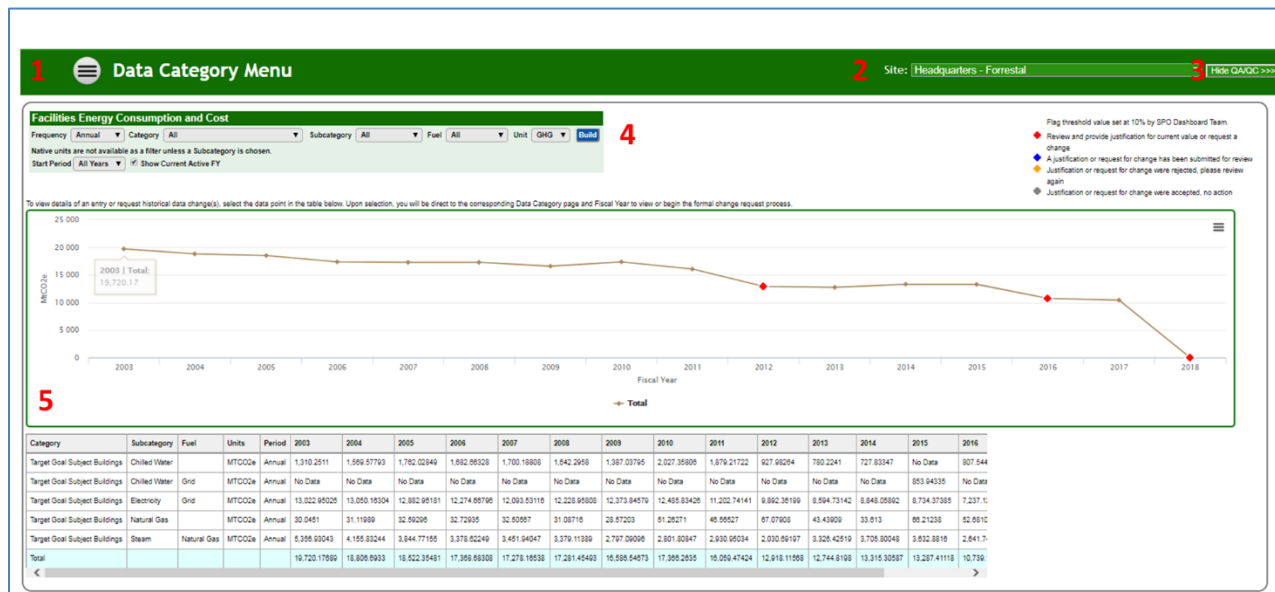 1 Data Category Menu 2 Site: Headquarters - Forrestal 3 Hide QA/QC >>>
Facilities Energy Consumption and Cost
Frequency Annual Category All Subcategory All Fuel All Unit GHG Build
Native units are not available as a filter unless a Subcategory is chosen.
Start Period All Years Show Current Active FY
4
Flag threshold value set at 10% by SPO Dashboard Team.
Review and provide justification for current value or request a
change
A justification or request for change has been submitted for review
Justification or request for change were rejected, please review
again
Justification or request for change were accepted, no action
To view details of an entry or request historical data change(s), select the data point in the table below. Upon selection, you will be direct to the corresponding Data Category page and Fiscal Year to view or begin the formal change request process.
25 000
20 000
15 000
10 000
5 000
0
MtCO2e
2003 | Total:
19,720.17
2003 2004 2005 2006 2007 2008 2009 2010 2011 2012 2013 2014 2015 2016 2017 2018
Fiscal Year
Total
5
Category Subcategory Fuel Units Period 2003 2004 2005 2006 2007 2008 2009 2010 2011 2012 2013 2014 2015 2016
Target Goal Subject Buildings Chilled Water MTCO2e Annual 1,310.2511 1,569.57793 1,762.02849 1,682.66328 1,700.18808 1,642.2958 1,387.03795 2,027.35806 1,879.21722 927.98264 780.2241 727.83347 No Data 807.544
Target Goal Subject Buildings Chilled Water Grid MTCO2e Annual No Data No Data No Data No Data No Data No Data No Data No Data No Data No Data No Data No Data 853.94335 No Data
Target Goal Subject Buildings Electricity Grid MTCO2e Annual 13,022.95026 13,050.16304 12,882.96181 12,274.66796 12,093.53116 12,228.95808 12,373.84579 12,485.83426 11,202.74141 9,892.36199 8,594.73142 8,848.05892 8,734.37385 7,237.1
Target Goal Subject Buildings Natural Gas MTCO2e Annual 30.0451 31.11989 32.59296 32.72935 32.50567 31.08716 28.57203 51.26271 46.56527 67.07908 43.43909 33.613 66.21238 52.6810
Target Goal Subject Buildings Steam Natural Gas MTCO2e Annual 5,356.93043 4,155.83244 3,844.77155 3,378.62249 3,451.94047 3,379.11389 2,797.09096 2,801.80847 2,930.95034 2,030.69197 3,326.42519 3,705.80048 3,632.8816 2,641.7
Total 19,720.17689 18,806.6933 18,522.35481 17,368.68308 17,278.16538 17,281.45493 16,586.54673 17,366.2635 16,059.47424 12,918.11568 12,744.8198 13,315.30587 13,287.41118 10,739.